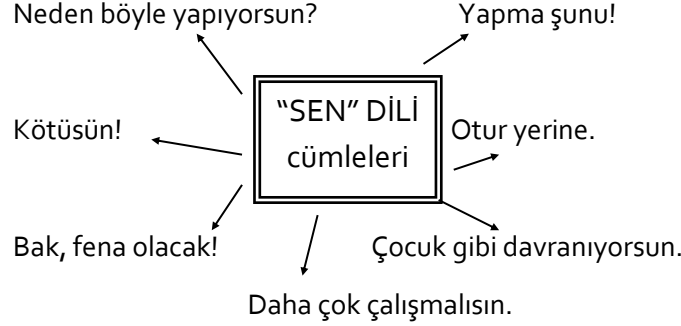 Neden böyle yapıyorsun?
Yapma şunu!
"SEN" DİLİ
cümleleri
Kötüsün!
Otur yerine.
Bak, fena olacak!
Çocuk gibi davranıyorsun.
Daha çok çalışmalısın.